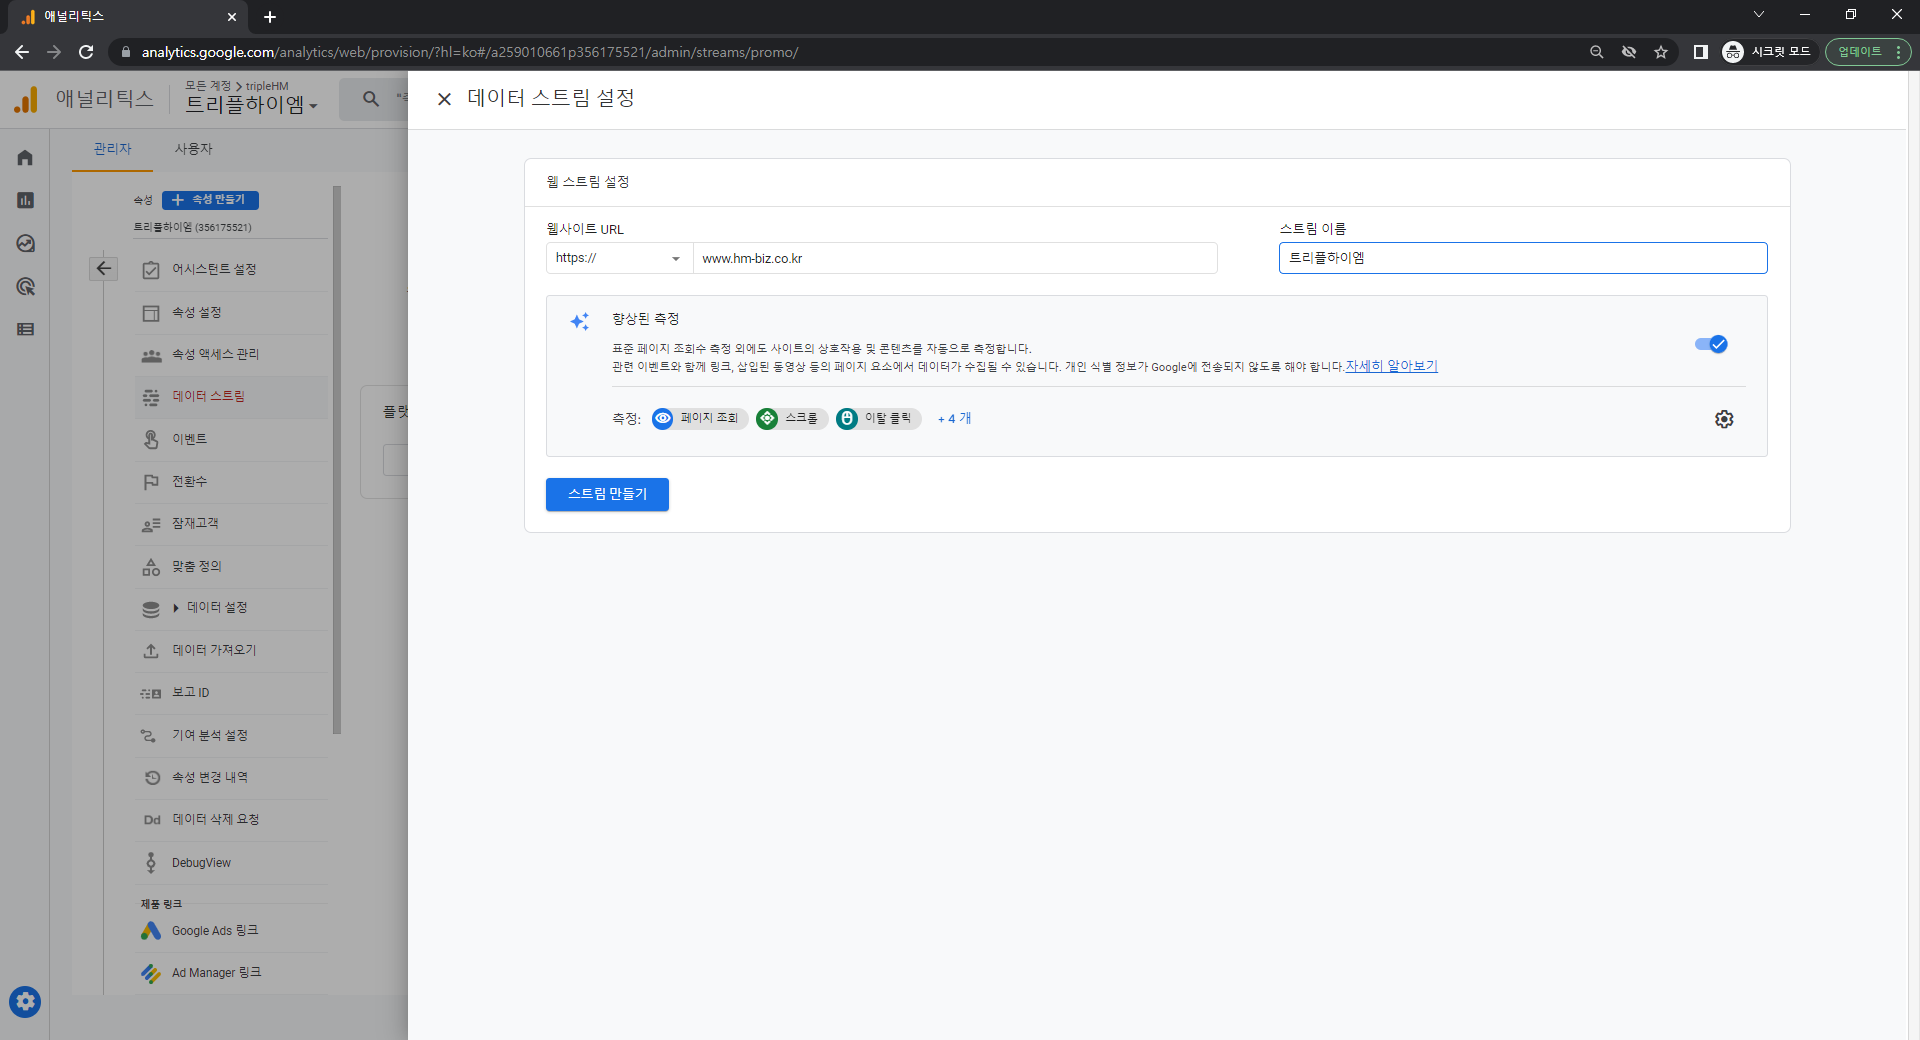 애널리틱스
analytics.google.com/analytics/web/provision/?hl=ko#/a259010661p356175521/admin/streams/promo/
시크릿 모드
업데이트
애널리틱스
모든 계정 > tripleHM
트리플하이엠
데이터 스트림 설정
관리자
사용자
속성
속성 만들기
트리플하이엠 (356175521)
어시스턴트 설정
속성 설정
속성 액세스 관리
데이터 스트림
이벤트
전환수
잠재고객
맞춤 정의
데이터 설정
데이터 가져오기
보고 ID
기여 분석 설정
속성 변경 내역
Dd 데이터 삭제 요청
DebugView
제품 링크
Google Ads 링크
Ad Manager 링크
플랫
웹 스트림 설정
웹사이트 URL
스트림 이름
https://
www.hm-biz.co.kr
트리플하이엠
향상된 측정
표준 페이지 조회수 측정 외에도 사이트의 상호작용 및 콘텐츠를 자동으로 측정합니다.
관련 이벤트와 함께 링크, 삽입된 동영상 등의 페이지 요소에서 데이터가 수집될 수 있습니다. 개인 식별 정보가 Google에 전송되지 않도록 해야 합니다.자세히 알아보기
측정: 페이지 조회 스크롤 이탈 클릭 + 4 개
스트림 만들기